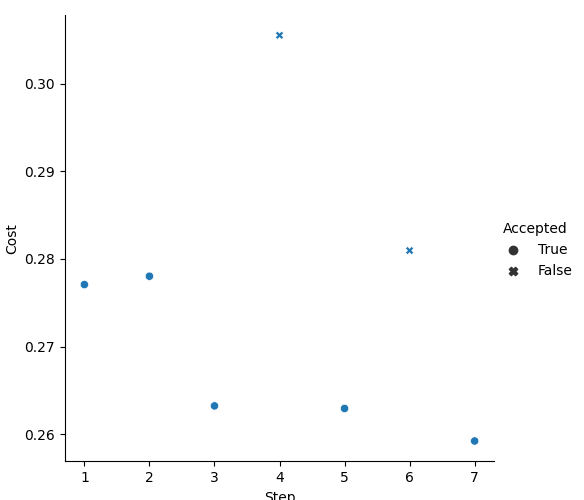 0.30
0.29
0.28
0.27
0.26
Cost
1 2 3 4 5 6 7
Step
Accepted
True
False